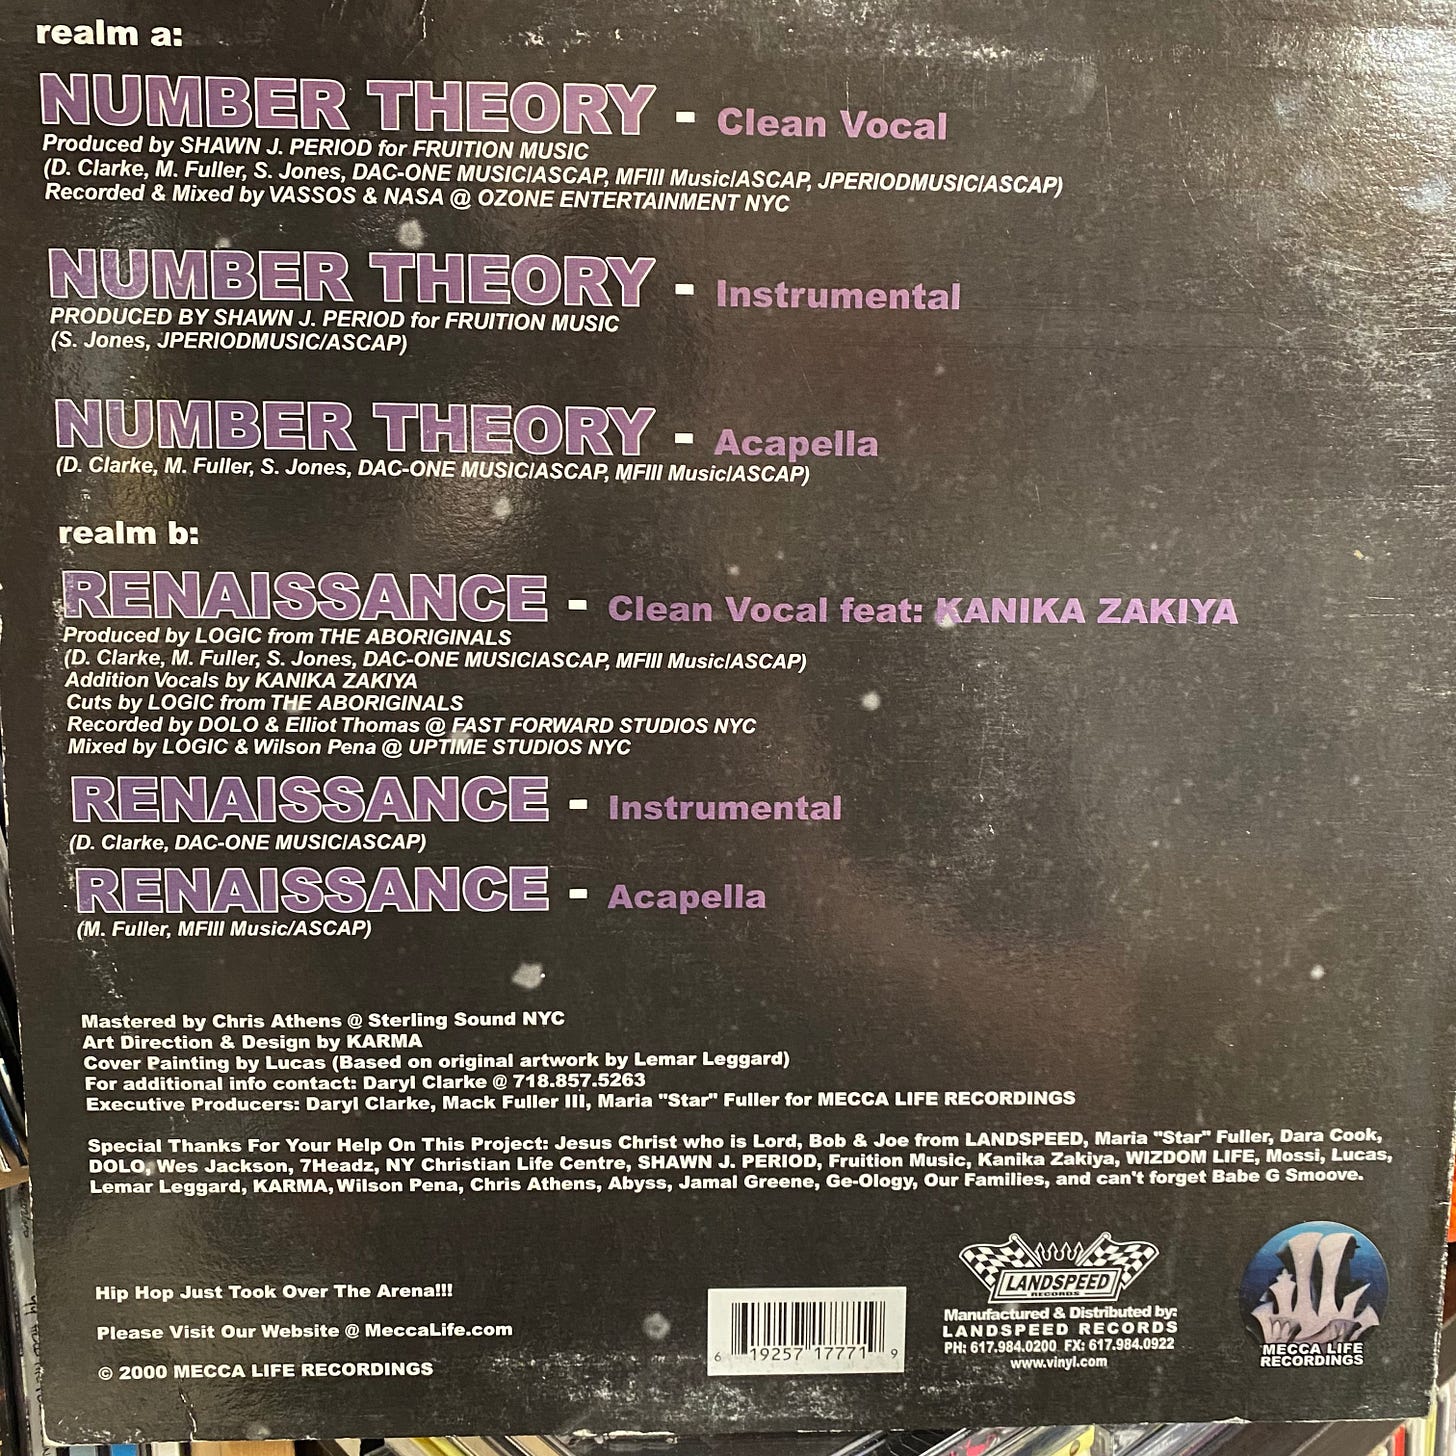 realm a:
NUMBER THEORY - Clean Vocal
Produced by SHAWN J. PERIOD for FRUITION MUSIC
(D. Clarke, M. Fuller, S. Jones, DAC-ONE MUSIC/ASCAP, MFIII Music/ASCAP, JPERIODMUSIC/ASCAP)
Recorded & Mixed by VASSOS & NASA @ OZONE ENTERTAINMENT NYC
NUMBER THEORY - Instrumental
PRODUCED BY SHAWN J. PERIOD for FRUITION MUSIC
(S. Jones, JPERIODMUSIC/ASCAP)
NUMBER THEORY - Acapella
(D. Clarke, M. Fuller, S. Jones, DAC-ONE MUSIC/ASCAP, MFIII Music/ASCAP)
realm b:
RENAISSANCE - Clean Vocal feat: KANIKA ZAKIYA
Produced by LOGIC from THE ABORIGINALS
(D. Clarke, M. Fuller, S. Jones, DAC-ONE MUSIC/ASCAP, MFIII Music/ASCAP)
Addition Vocals by KANIKA ZAKIYA
Cuts by LOGIC from THE ABORIGINALS
Recorded by DOLO & Elliot Thomas @ FAST FORWARD STUDIOS NYC
Mixed by LOGIC & Wilson Pena @ UPTIME STUDIOS NYC
RENAISSANCE - Instrumental
(D. Clarke, DAC-ONE MUSIC/ASCAP)
RENAISSANCE - Acapella
(M. Fuller, MFIII Music/ASCAP)
Mastered by Chris Athens @ Sterling Sound NYC
Art Direction & Design by KARMA
Cover Painting by Lucas (Based on original artwork by Lemar Leggard)
For additional info contact: Daryl Clarke @ 718.857.5263
Executive Producers: Daryl Clarke, Mack Fuller III, Maria "Star" Fuller for MECCA LIFE RECORDINGS
Special Thanks For Your Help On This Project: Jesus Christ who is Lord, Bob & Joe from LANDSPEED, Maria "Star" Fuller, Dara Cook,
DOLO, Wes Jackson, 7Headz, NY Christian Life Centre, SHAWN J. PERIOD, Fruition Music, Kanika Zakiya, WIZDOM LIFE, Mossi, Lucas,
Lemar Leggard, KARMA, Wilson Pena, Chris Athens, Abyss, Jamal Greene, Ge-Ology, Our Families, and can't forget Babe G Smoove.
Hip Hop Just Took Over The Arena!!!
Please Visit Our Website @ MeccaLife.com
© 2000 MECCA LIFE RECORDINGS
6 19257 17771 9
LANDSPEED
RECORDS
Manufactured & Distributed by:
LANDSPEED RECORDS
PH: 617.984.0200 FX: 617.984.0922
www.vinyl.com
MECCA LIFE
RECORDINGS